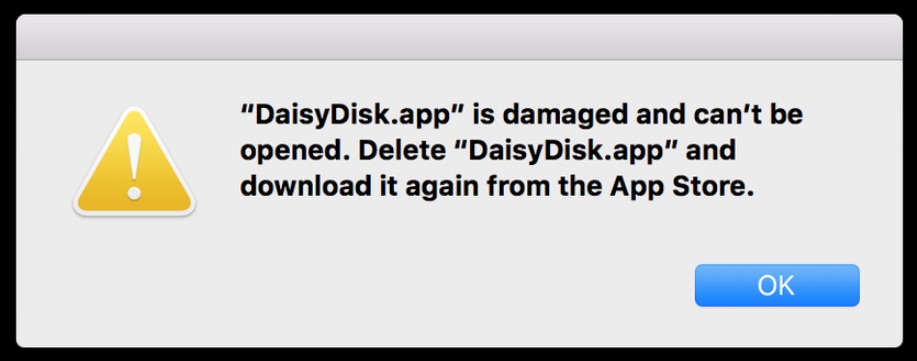 “DaisyDisk.app” is damaged and can’t be
opened. Delete “DaisyDisk.app” and
download it again from the App Store.
OK